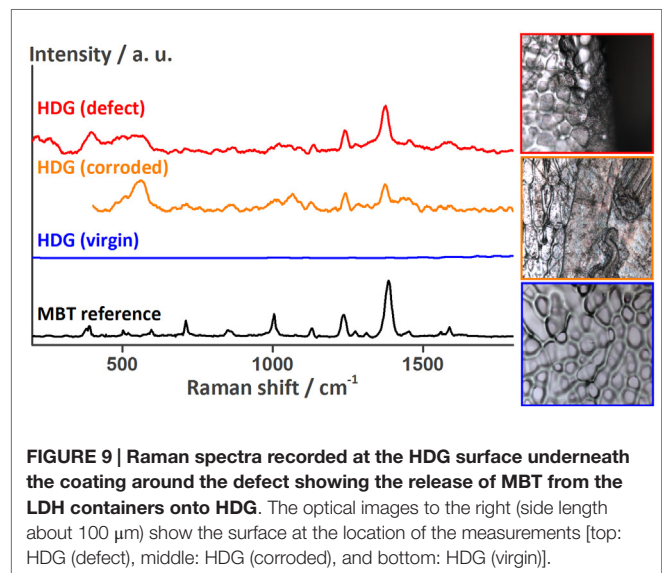 Intensity / a. u.
HDG (defect)
HDG (corroded)
HDG (virgin)
MBT reference
500 1000 1500
Raman shift / cm-1
FIGURE 9 | Raman spectra recorded at the HDG surface underneath
the coating around the defect showing the release of MBT from the
LDH containers onto HDG. The optical images to the right (side length
about 100 μm) show the surface at the location of the measurements [top:
HDG (defect), middle: HDG (corroded), and bottom: HDG (virgin)].